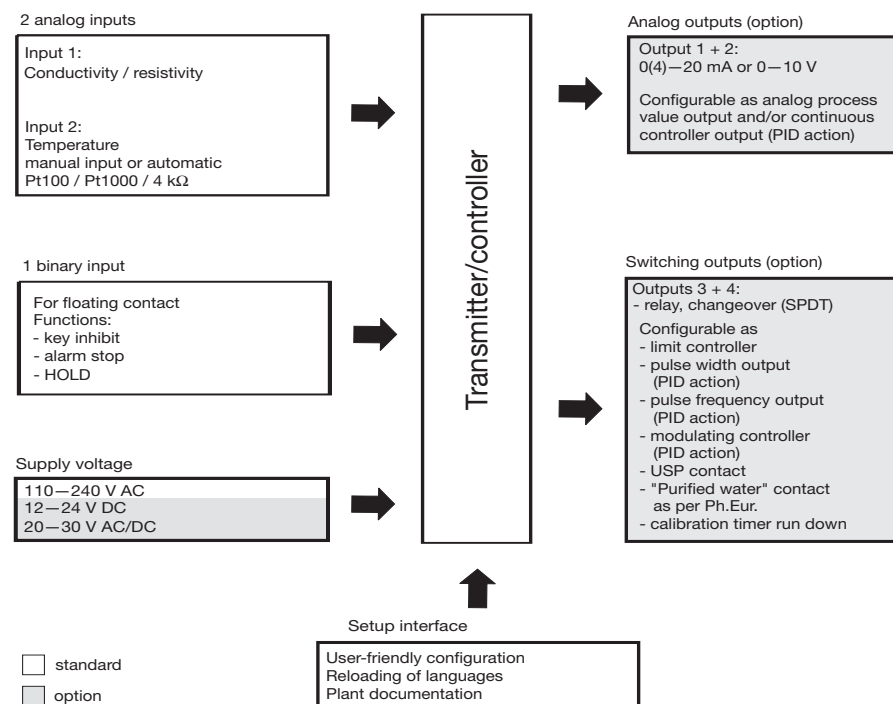 2 analog inputs
Input 1:
Conductivity / resistivity
Input 2:
Temperature
manual input or automatic
Pt100 / Pt1000 / 4 kΩ
1 binary input
For floating contact
Functions:
- key inhibit
- alarm stop
- HOLD
Supply voltage
110—240 V AC
12—24 V DC
20—30 V AC/DC
standard
option
Transmitter/controller
Setup interface
User-friendly configuration
Reloading of languages
Plant documentation
Analog outputs (option)
Output 1 + 2:
0(4)—20 mA or 0—10 V
Configurable as analog process
value output and/or continuous
controller output (PID action)
Switching outputs (option)
Outputs 3 + 4:
- relay, changeover (SPDT)
Configurable as
- limit controller
- pulse width output
(PID action)
- pulse frequency output
(PID action)
- modulating controller
(PID action)
- USP contact
- "Purified water" contact
as per Ph.Eur.
- calibration timer run down